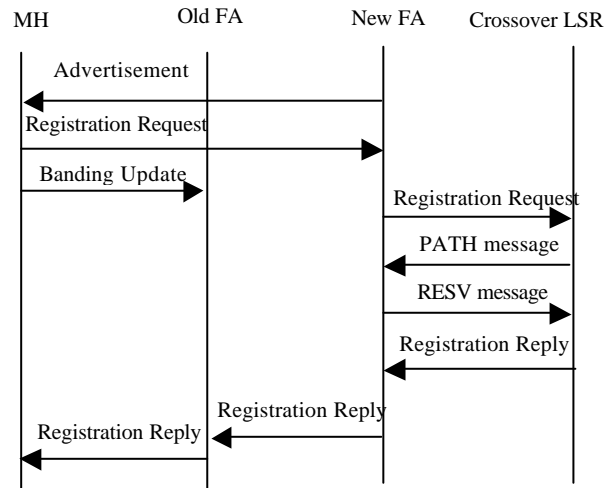 MH
Old FA
New FA
Crossover LSR
Advertisement
Registration Request
Banding Update
Registration Request
PATH message
RESV message
Registration Reply
Registration Reply
Registration Reply